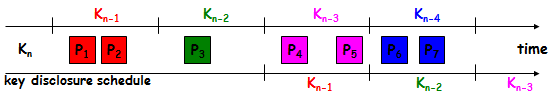 Kn-1 Kn-2 Kn-3 Kn-4
Kn P1 P2 P3 P4 P5 P6 P7 time
key disclosure schedule
Kn-1 Kn-2 Kn-3